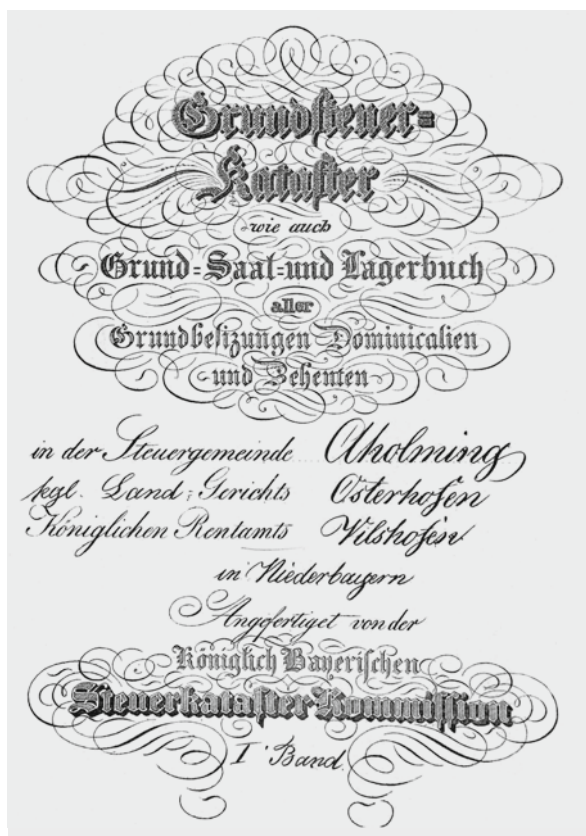 Grundsteuer=
Kataster
wie auch
Grund=Saal=und Lagerbuch
aller
Grundbesizungen Dominicalien
und Zehenten
in der Steuergemeinde Aholming
kgl. Land=Gerichts Osterhofen
Königlichen Rentamts Vilshofen
in Niederbayern
Angefertiget von der
Königlich Bayerischen
Steuerkataster Kommission
I. Band.